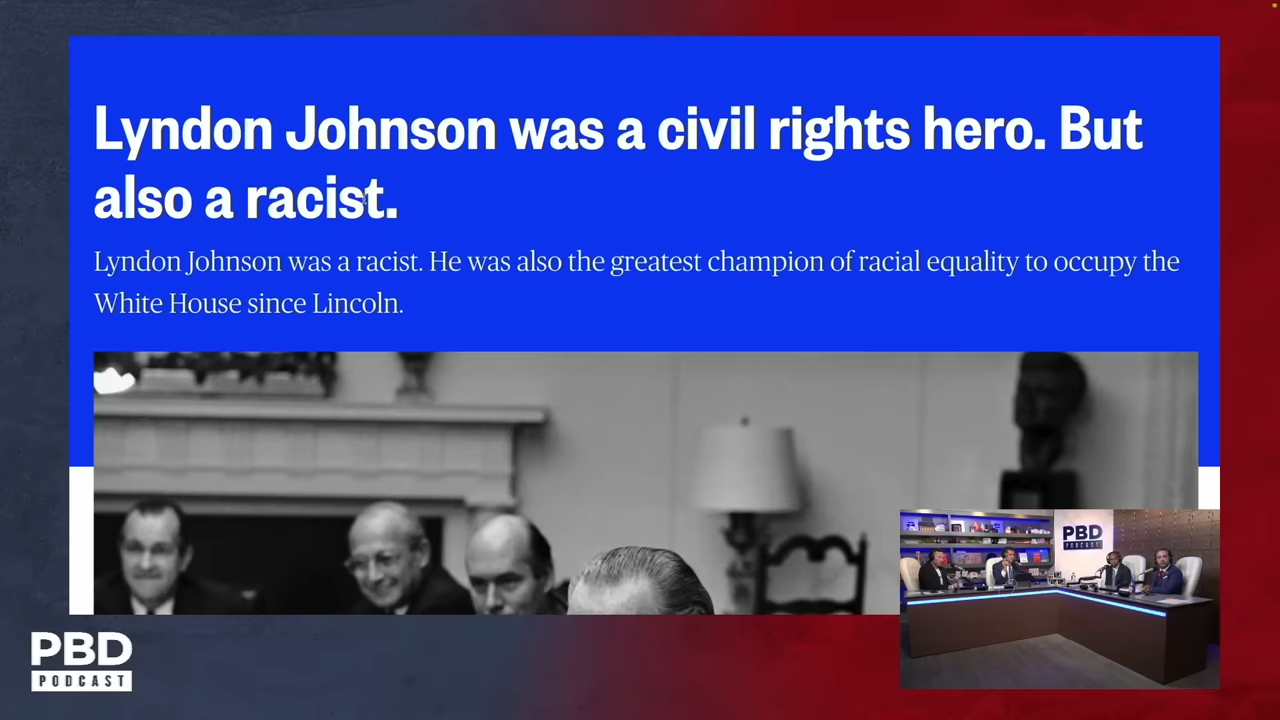 Lyndon Johnson was a civil rights hero. But
also a racist.
Lyndon Johnson was a racist. He was also the greatest champion of racial equality to occupy the
White House since Lincoln.
PBD
PODCAST
PBD
PODCAST